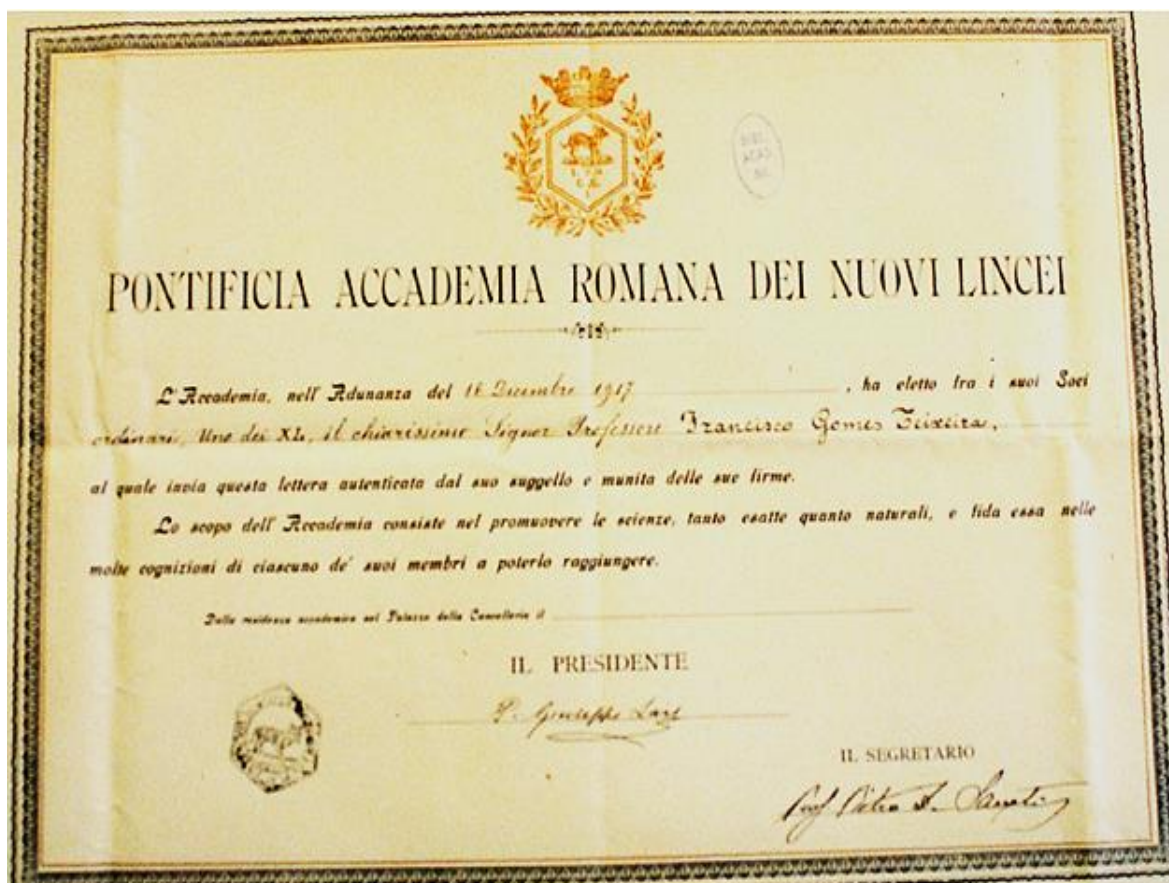 PONTIFICIA ACCADEMIA ROMANA DEI NUOVI LINCEI
L'Accademia, nell' Adunanza del 16 Dicembre 1917, ha eletto fra i suoi Soci
ordinari, Uno dei XL, il chiarissimo Signor Professore Francisco Gomes Teixeira,
al quale invia questa lettera autenticata dal suo suggello e munita delle sue firme.
Lo scopo dell' Accademia consiste nel promuovere le scienze, tanto esatte quanto naturali, e fida essa nelle
molte cognizioni di ciascuno de' suoi membri a poterlo raggiungere.
Dalla residenza accademica nel Palazzo della Cancelleria il
IL PRESIDENTE
P. Giuseppe
IL SEGRETARIO
Prof Pietro